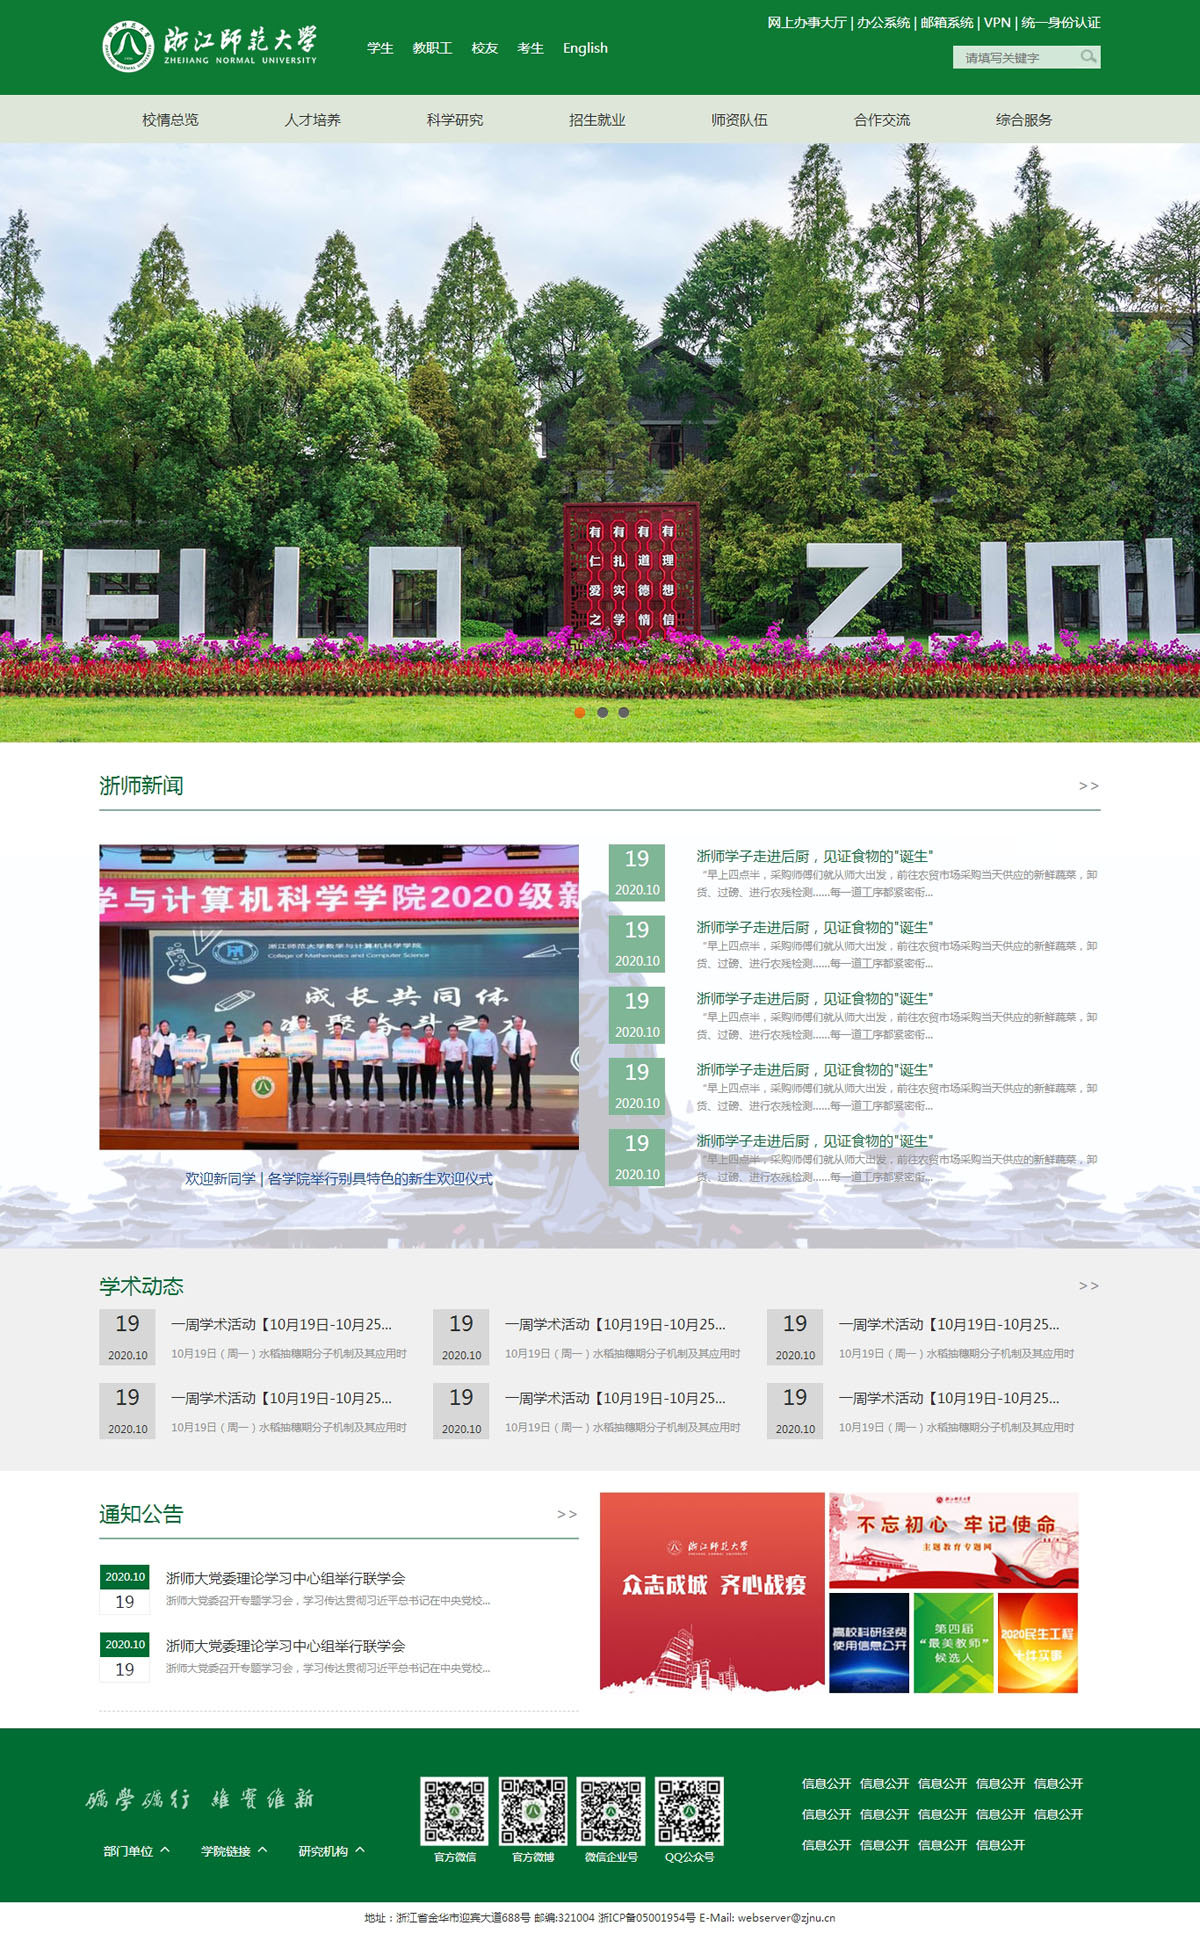 浙江師範大學
ZHEJIANG NORMAL UNIVERSITY
学生 教职工 校友 考生 English
网上办事大厅 | 办公系统 | 邮箱系统 | VPN | 统一身份认证
请填写关键字
校情总览 人才培养 科学研究 招生就业 师资队伍 合作交流 综合服务
HELLO ZJNU
有 有 有 有
仁 扎 道 理
爱 实 德 想
之 学 情 信
浙师新闻 >>
学与计算机科学学院2020级新
浙江师范大学数学与计算机科学学院
College of Mathematics and Computer Science
成长共同体
凝聚奋斗之
欢迎新同学 | 各学院举行别具特色的新生欢迎仪式
19
2020.10
浙师学子走进后厨，见证食物的"诞生"
“早上四点半，采购师傅们就从师大出发，前往农贸市场采购当天供应的新鲜蔬菜，卸
货、过磅、进行农残检测......每一道工序都紧密衔...
19
2020.10
浙师学子走进后厨，见证食物的"诞生"
“早上四点半，采购师傅们就从师大出发，前往农贸市场采购当天供应的新鲜蔬菜，卸
货、过磅、进行农残检测......每一道工序都紧密衔...
19
2020.10
浙师学子走进后厨，见证食物的"诞生"
“早上四点半，采购师傅们就从师大出发，前往农贸市场采购当天供应的新鲜蔬菜，卸
货、过磅、进行农残检测......每一道工序都紧密衔...
19
2020.10
浙师学子走进后厨，见证食物的"诞生"
“早上四点半，采购师傅们就从师大出发，前往农贸市场采购当天供应的新鲜蔬菜，卸
货、过磅、进行农残检测......每一道工序都紧密衔...
19
2020.10
浙师学子走进后厨，见证食物的"诞生"
“早上四点半，采购师傅们就从师大出发，前往农贸市场采购当天供应的新鲜蔬菜，卸
货、过磅、进行农残检测......每一道工序都紧密衔...
学术动态 >>
19 一周学术活动【10月19日-10月25... 19 一周学术活动【10月19日-10月25... 19 一周学术活动【10月19日-10月25...
2020.10 10月19日（周一）水稻抽穗期分子机制及其应用时 2020.10 10月19日（周一）水稻抽穗期分子机制及其应用时 2020.10 10月19日（周一）水稻抽穗期分子机制及其应用时
19 一周学术活动【10月19日-10月25... 19 一周学术活动【10月19日-10月25... 19 一周学术活动【10月19日-10月25...
2020.10 10月19日（周一）水稻抽穗期分子机制及其应用时 2020.10 10月19日（周一）水稻抽穗期分子机制及其应用时 2020.10 10月19日（周一）水稻抽穗期分子机制及其应用时
通知公告 >>
2020.10
19
浙师大党委理论学习中心组举行联学会
浙师大党委召开专题学习会，学习传达贯彻习近平总书记在中央党校...
2020.10
19
浙师大党委理论学习中心组举行联学会
浙师大党委召开专题学习会，学习传达贯彻习近平总书记在中央党校...
浙江師範大學
众志成城 齐心战疫
浙江師範大學
不忘初心 牢记使命
主题教育专题网
高校科研经费
使用信息公开
第四届
“最美教师”
候选人
2020民生工程
十件实事
砺學砺行 維實維新
部门单位 学院链接 研究机构
官方微信 官方微博 微信企业号 QQ公众号
信息公开 信息公开 信息公开 信息公开 信息公开
信息公开 信息公开 信息公开 信息公开 信息公开
信息公开 信息公开 信息公开 信息公开
地址：浙江省金华市迎宾大道688号 邮编:321004 浙ICP备05001954号 E-Mail: webserver@zjnu.cn